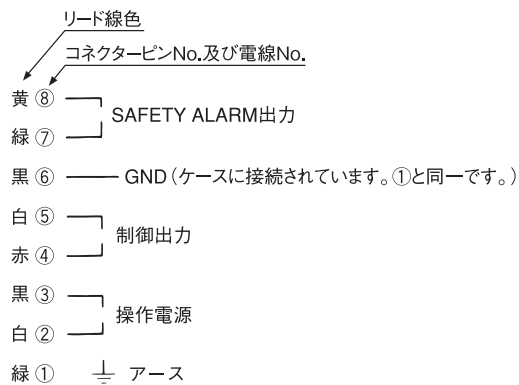 リード線色
コネクターピンNo.及び電線No.
黄 ⑧
SAFETY ALARM出力
緑 ⑦
黒 ⑥ GND（ケースに接続されています。①と同一です。）
白 ⑤
制御出力
赤 ④
黒 ③
操作電源
白 ②
緑 ① アース